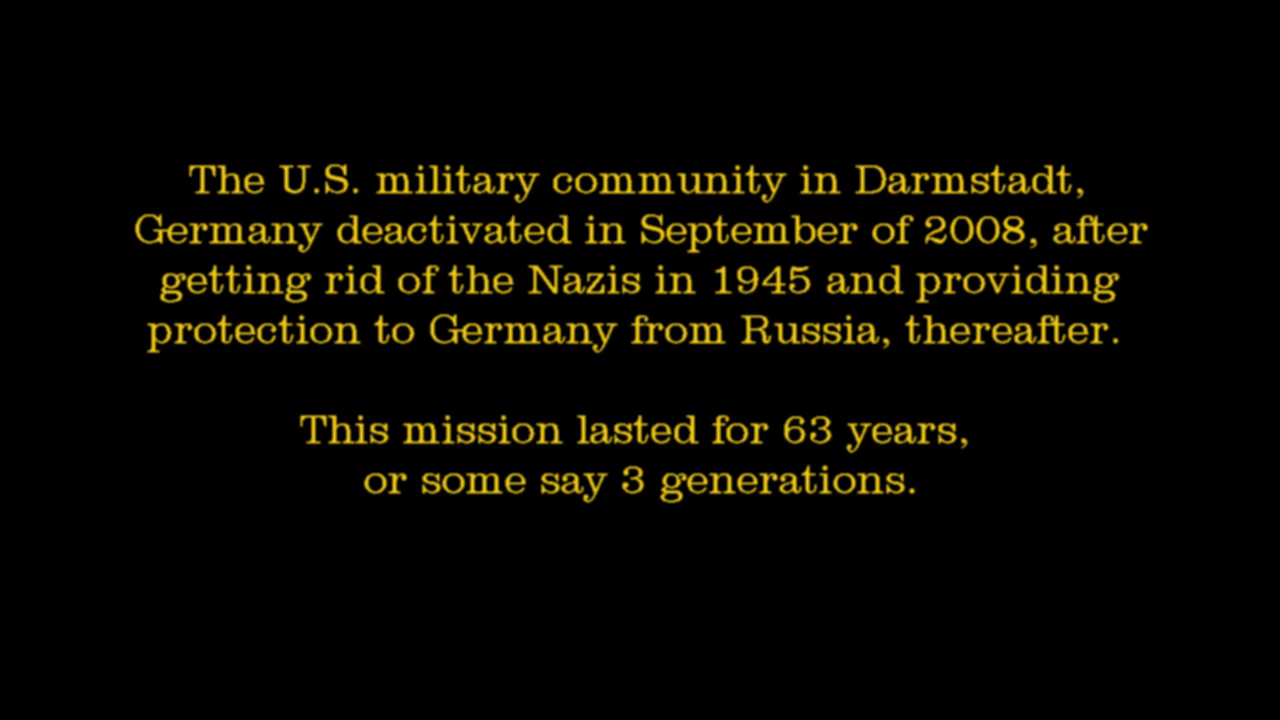 The U.S. military community in Darmstadt,
Germany deactivated in September of 2008, after
getting rid of the Nazis in 1945 and providing
protection to Germany from Russia, thereafter.
This mission lasted for 63 years,
or some say 3 generations.